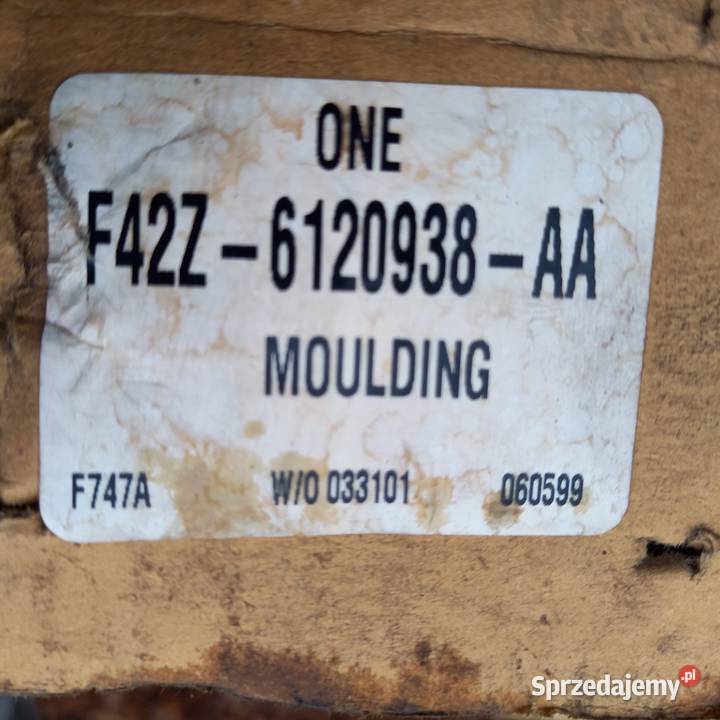 ONE
F42Z-6120938-AA
MOULDING
F747A W/O 033101 060599
Sprzedajemy.pl